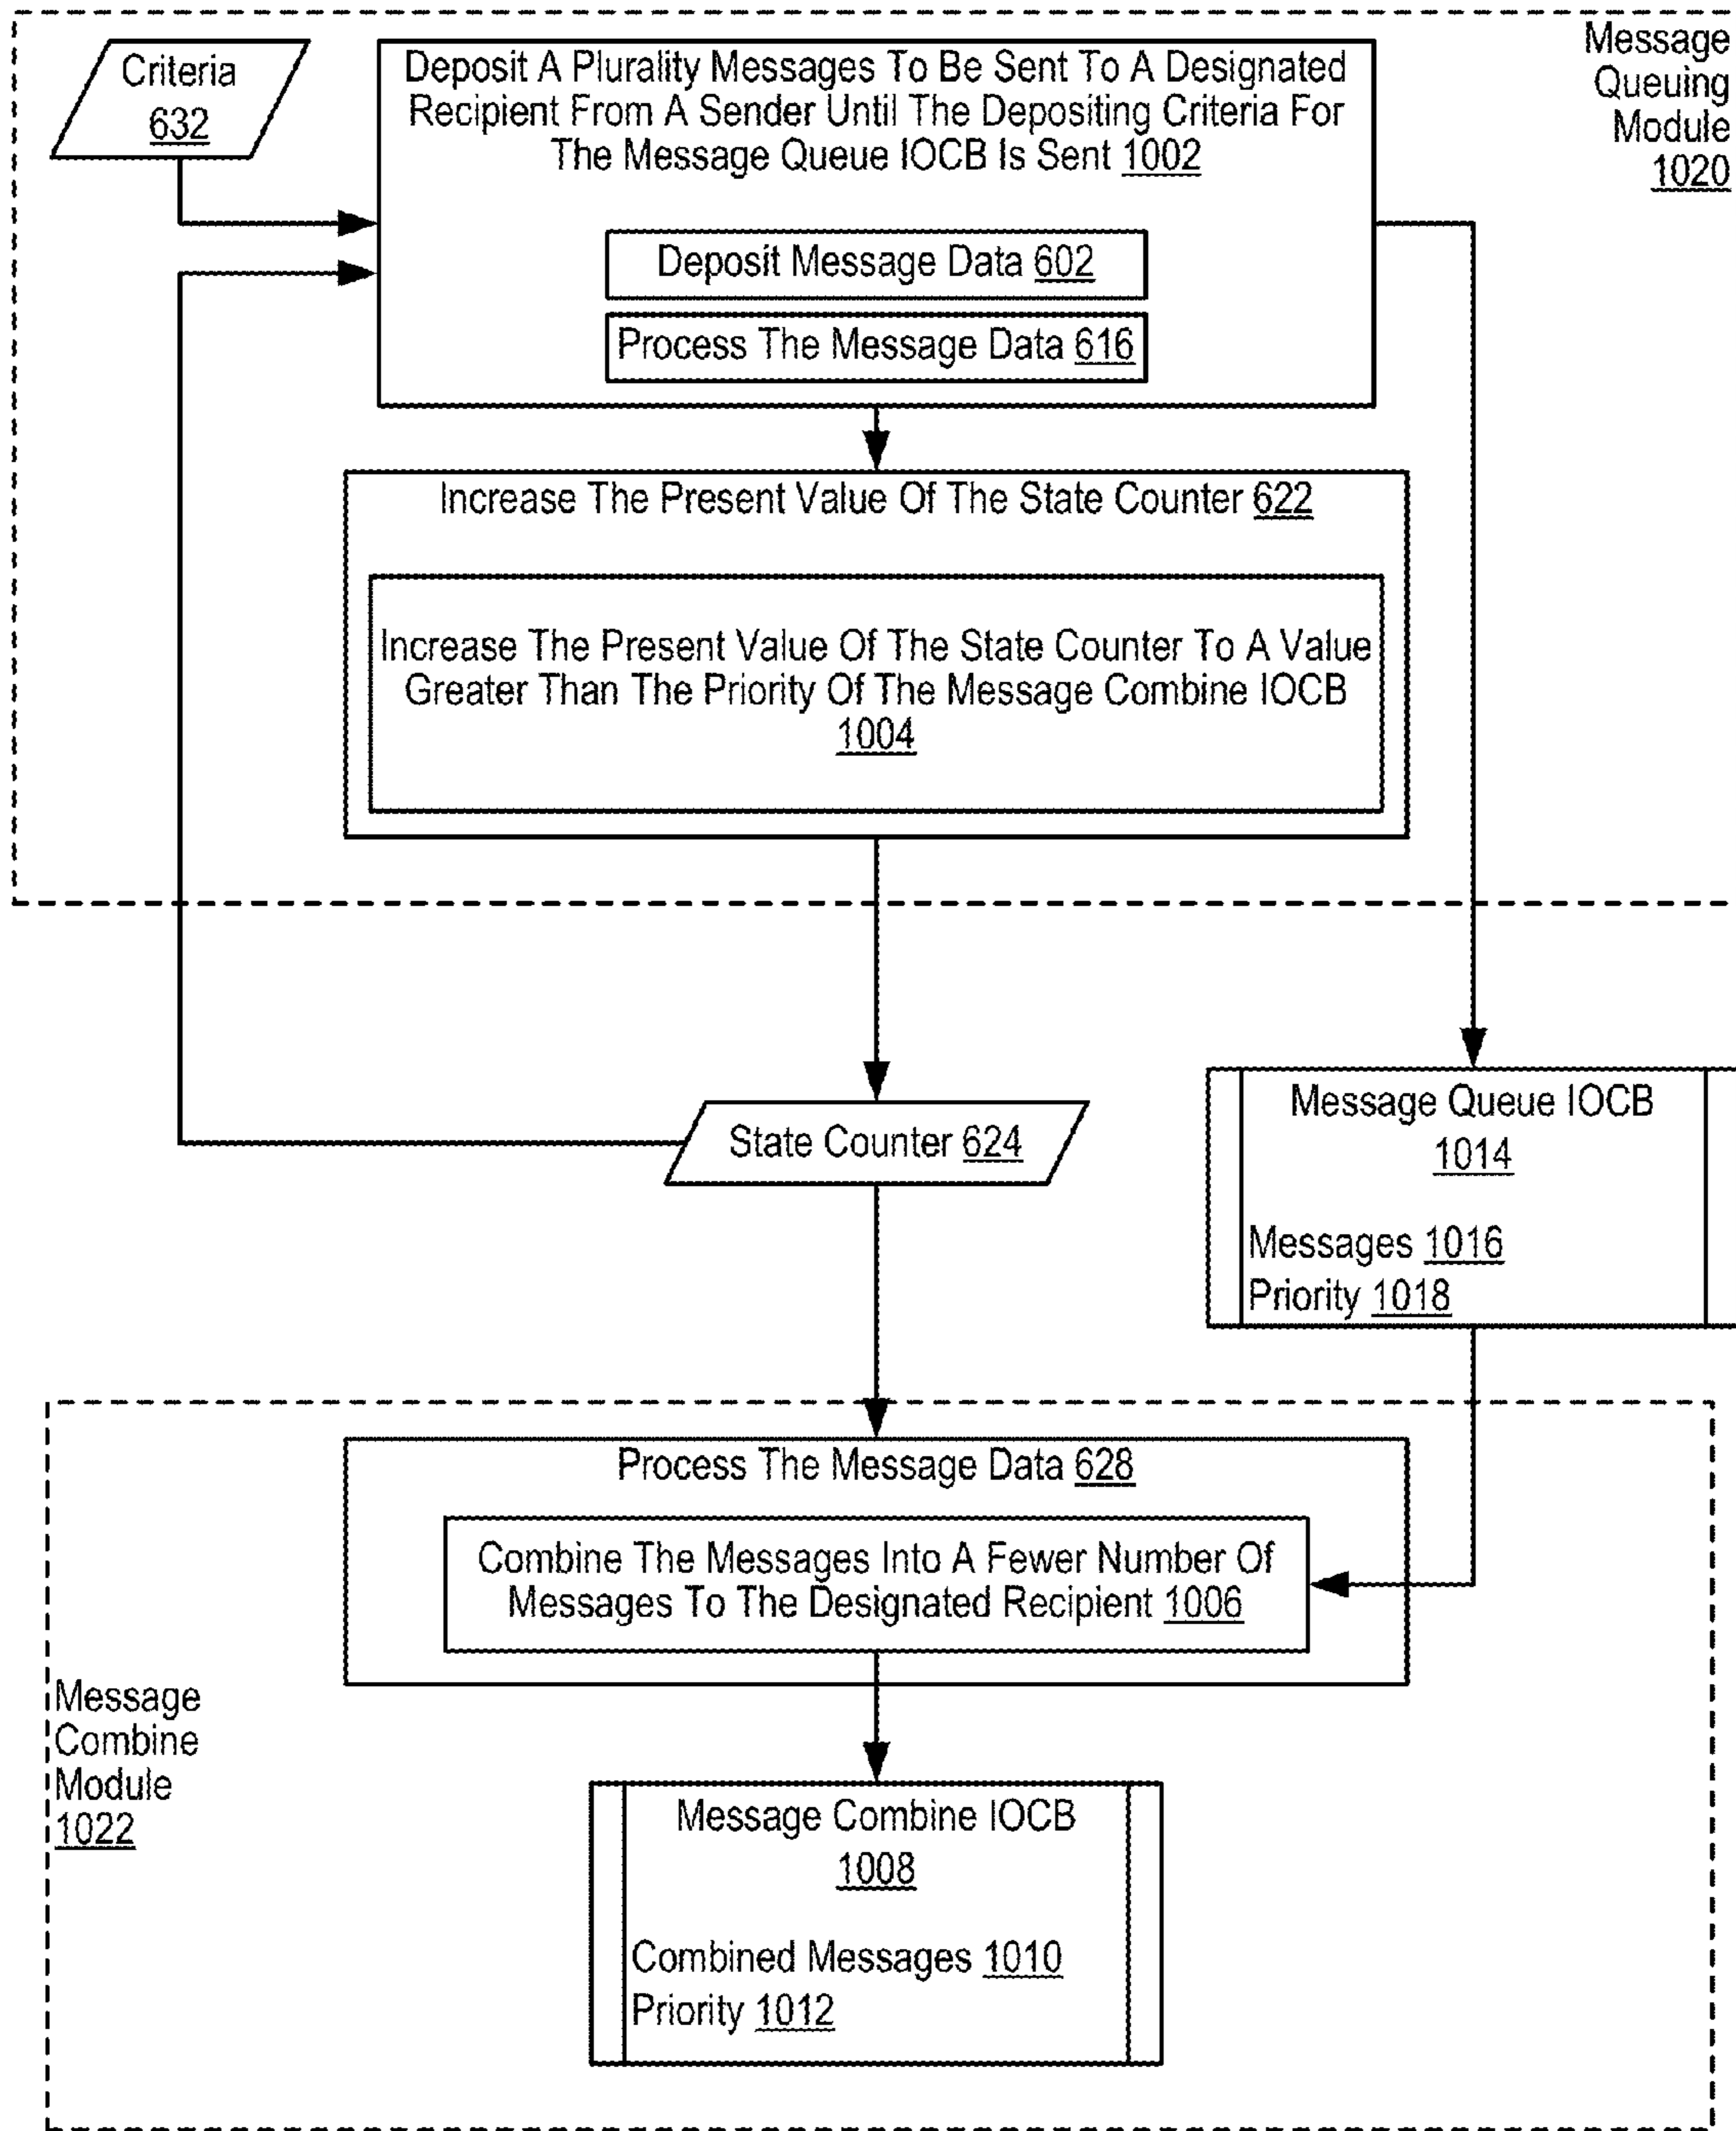 Criteria
632
Deposit A Plurality Messages To Be Sent To A Designated
Recipient From A Sender Until The Depositing Criteria For
The Message Queue IOCB Is Sent 1002
Message
Queuing
Module
1020
Deposit Message Data 602
Process The Message Data 616
Increase The Present Value Of The State Counter 622
Increase The Present Value Of The State Counter To A Value
Greater Than The Priority Of The Message Combine IOCB
1004
State Counter 624
Message Queue IOCB
1014
Messages 1016
Priority 1018
Process The Message Data 628
Combine The Messages Into A Fewer Number Of
Messages To The Designated Recipient 1006
Message
Combine
Module
1022
Message Combine IOCB
1008
Combined Messages 1010
Priority 1012